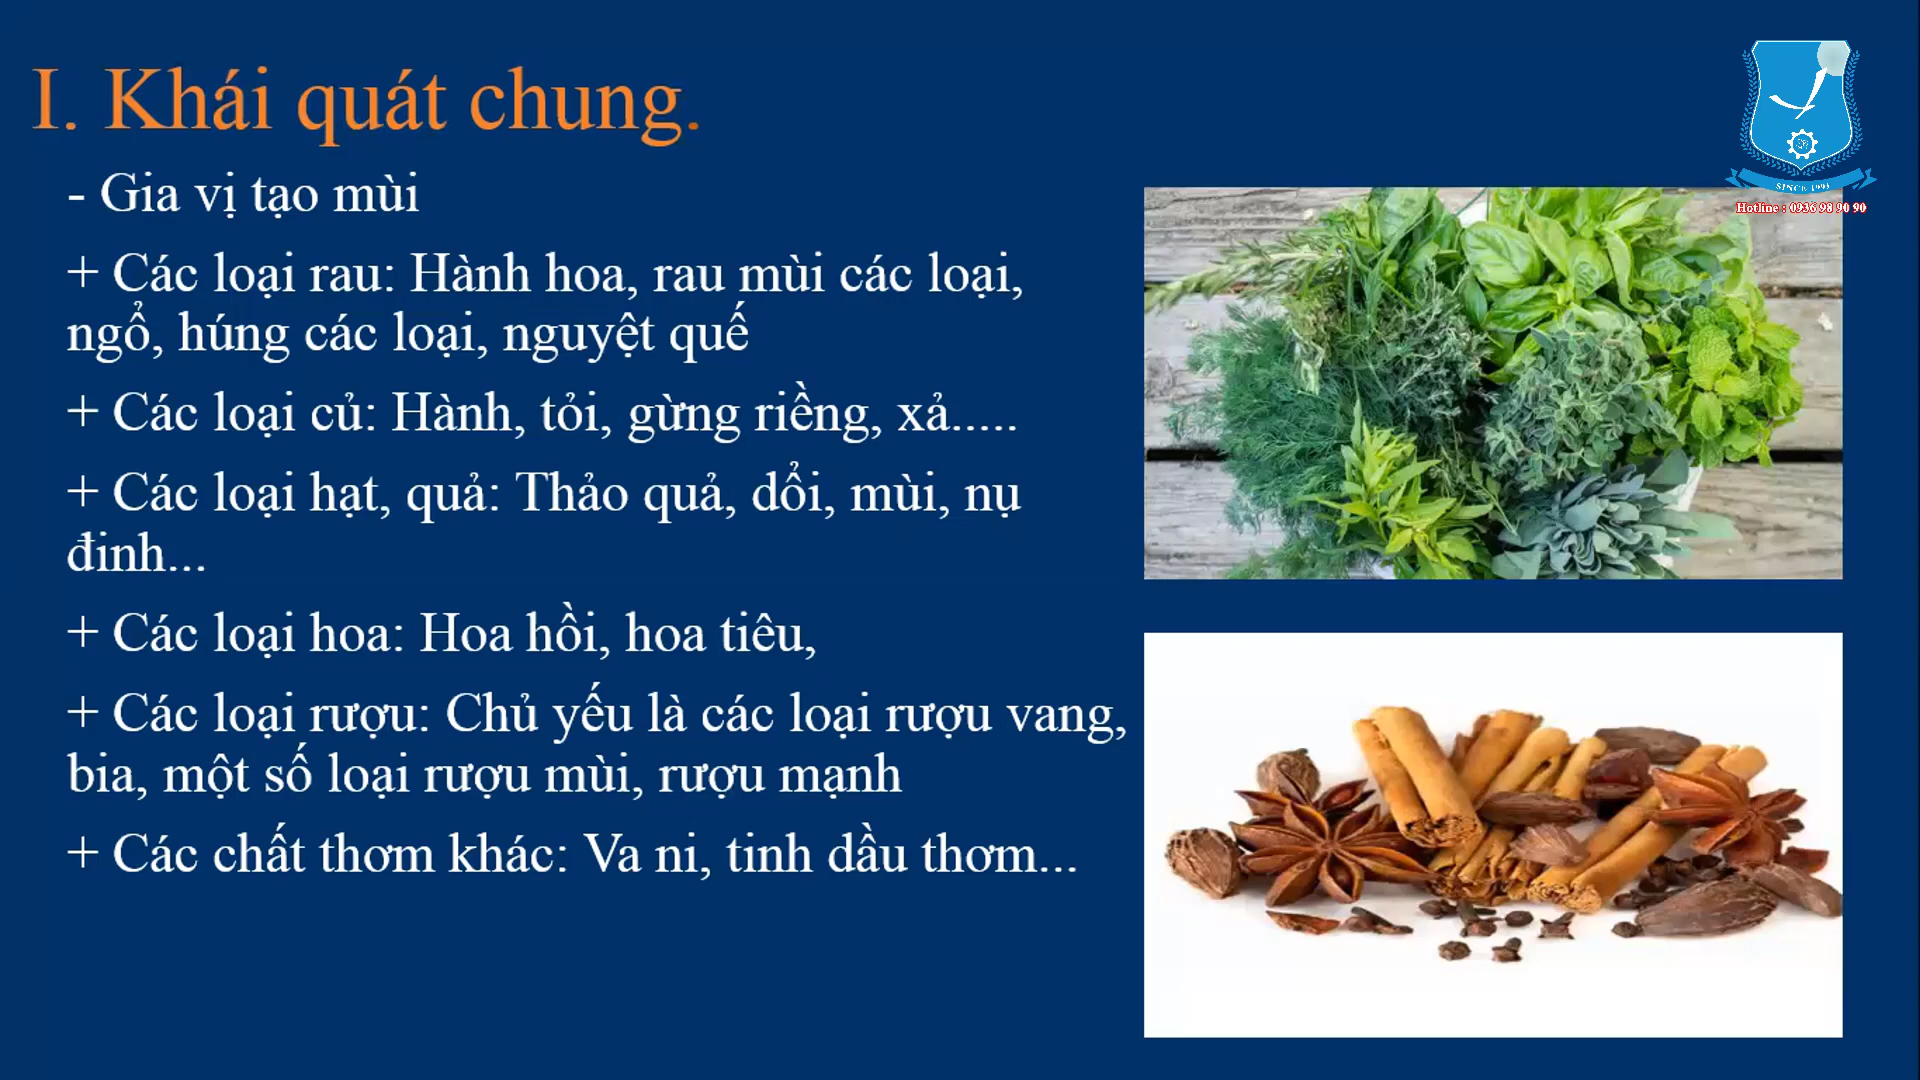 I. Khái quát chung.
- Gia vị tạo mùi
+ Các loại rau: Hành hoa, rau mùi các loại,
ngổ, húng các loại, nguyệt quế
+ Các loại củ: Hành, tỏi, gừng riềng, xả.....
+ Các loại hạt, quả: Thảo quả, dổi, mùi, nụ
đinh...
+ Các loại hoa: Hoa hồi, hoa tiêu,
+ Các loại rượu: Chủ yếu là các loại rượu vang,
bia, một số loại rượu mùi, rượu mạnh
+ Các chất thơm khác: Va ni, tinh dầu thơm...
SINCE 1993
Hotline : 0936 98 90 90